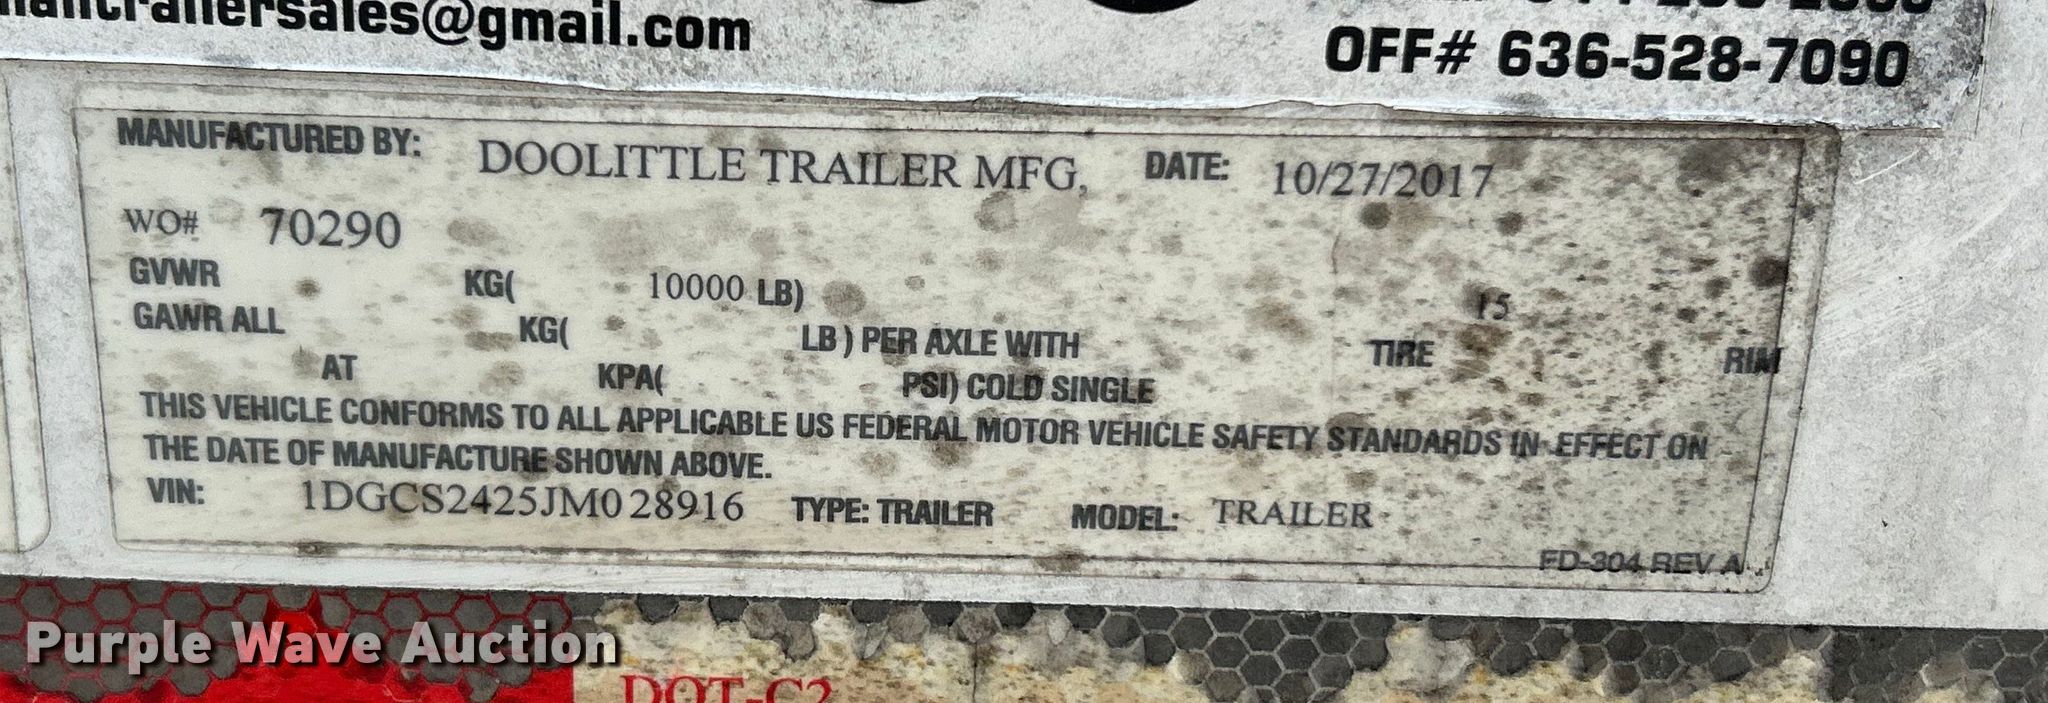 trailersales@gmail.com
OFF# 636-528-7090
MANUFACTURED BY: DOOLITTLE TRAILER MFG, DATE: 10/27/2017
WO# 70290
GVWR KG( 10000 LB) 15
GAWR ALL KG( LB) PER AXLE WITH TIRE RIM
AT KPA( PSI) COLD SINGLE
THIS VEHICLE CONFORMS TO ALL APPLICABLE US FEDERAL MOTOR VEHICLE SAFETY STANDARDS IN EFFECT ON
THE DATE OF MANUFACTURE SHOWN ABOVE.
VIN: 1DGCS2425JM028916 TYPE: TRAILER MODEL: TRAILER
FD-304 REV A
Purple Wave Auction
DOT-C2